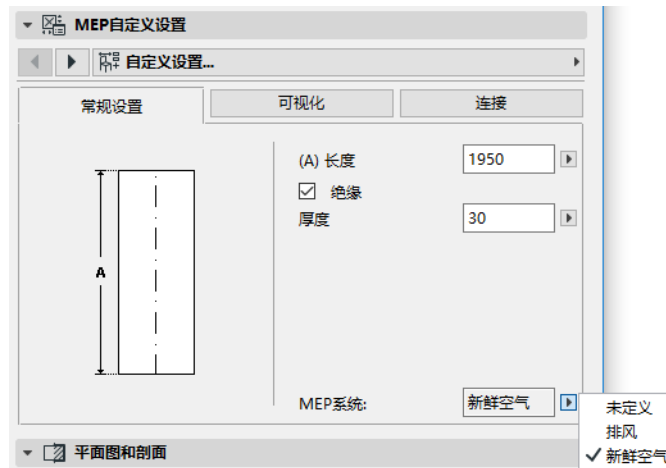 MEP自定义设置
自定义设置...
常规设置 可视化 连接
(A) 长度 1950
绝缘
厚度 30
A
MEP系统: 新鲜空气
未定义
排风
新鲜空气
平面图和剖面